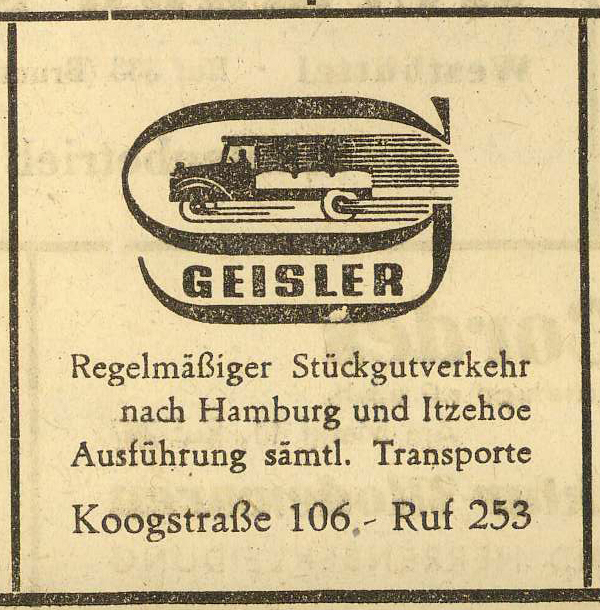 GEISLER
Regelmäßiger Stückgutverkehr
nach Hamburg und Itzehoe
Ausführung sämtl. Transporte
Koogstraße 106 - Ruf 253